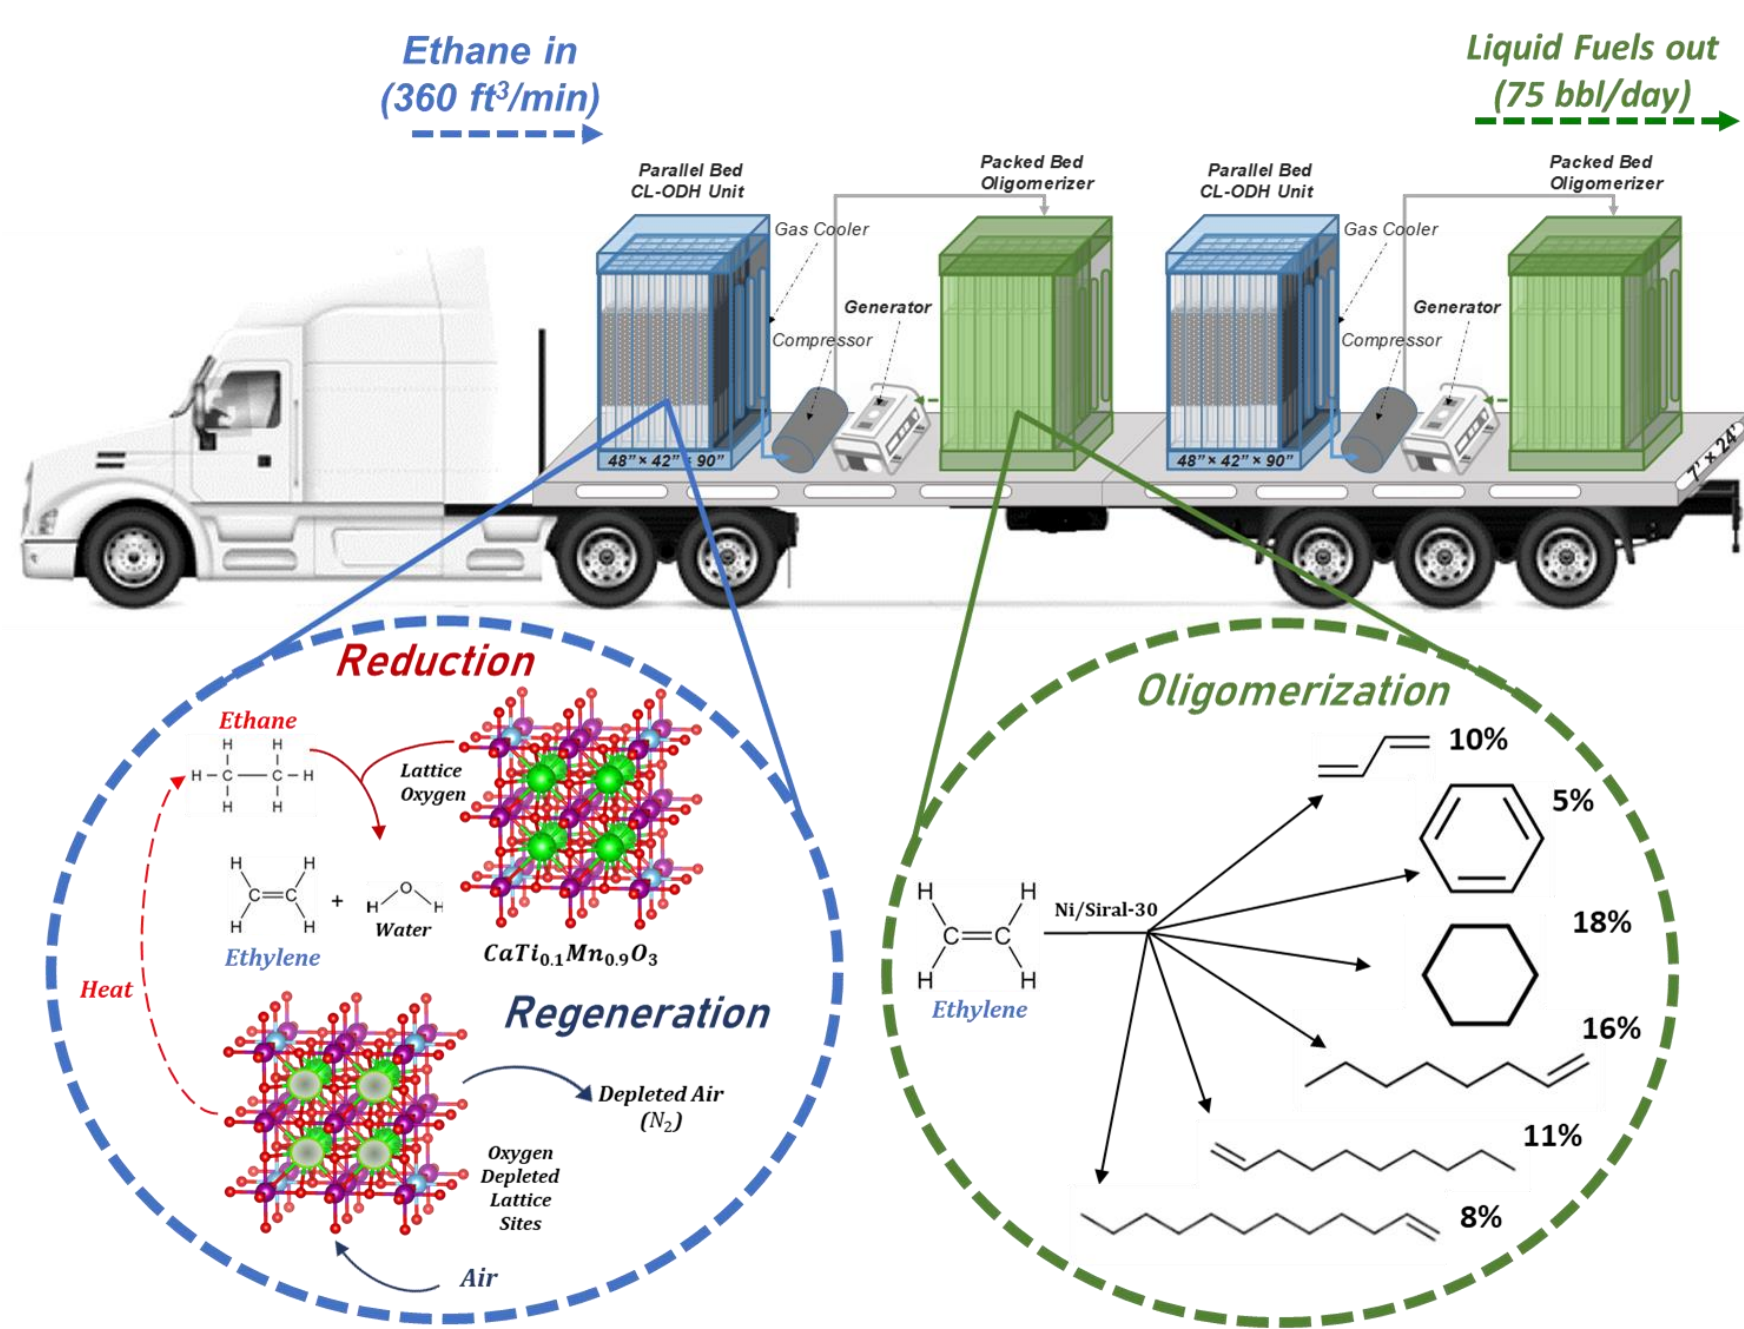 Ethane in
(360 ft³/min)
Liquid Fuels out
(75 bbl/day)
Parallel Bed
CL-ODH Unit
Packed Bed
Oligomerizer
Parallel Bed
CL-ODH Unit
Packed Bed
Oligomerizer
Gas Cooler
Generator
Compressor
Gas Cooler
Generator
Compressor
48” × 42” × 90”
48” × 42” × 90”
7’ × 24’
Reduction
Ethane
H H
H C C H
H H
Lattice
Oxygen
H H
H H
+
O
H H
Water
Ethylene
CaTi₀.₁Mn₀.₉O₃
Heat
Regeneration
Depleted Air
(N₂)
Oxygen
Depleted
Lattice
Sites
Air
Oligomerization
10%
5%
18%
16%
11%
8%
Ni/Siral-30
H H
C C
H H
Ethylene